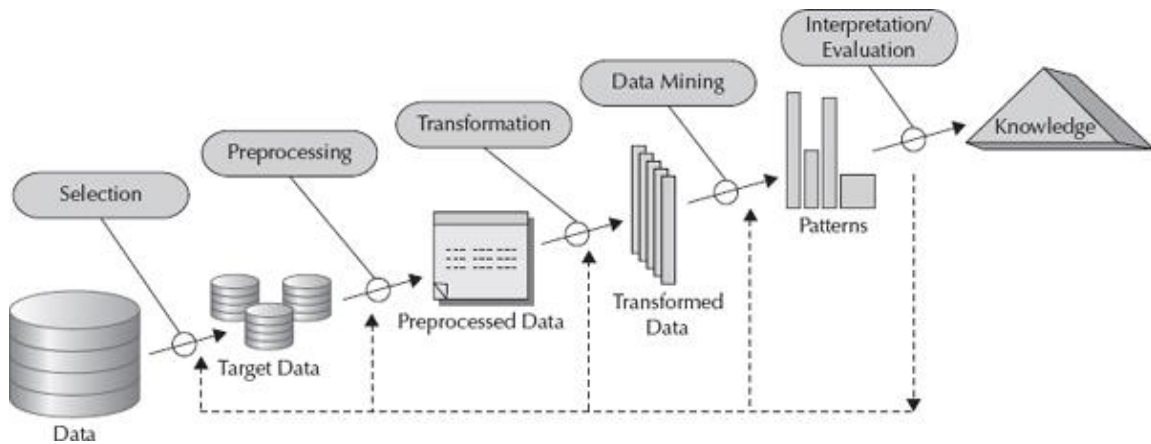 Interpretation/
Evaluation
Data Mining
Transformation
Preprocessing
Selection
Knowledge
Patterns
Transformed
Data
Preprocessed Data
Target Data
Data